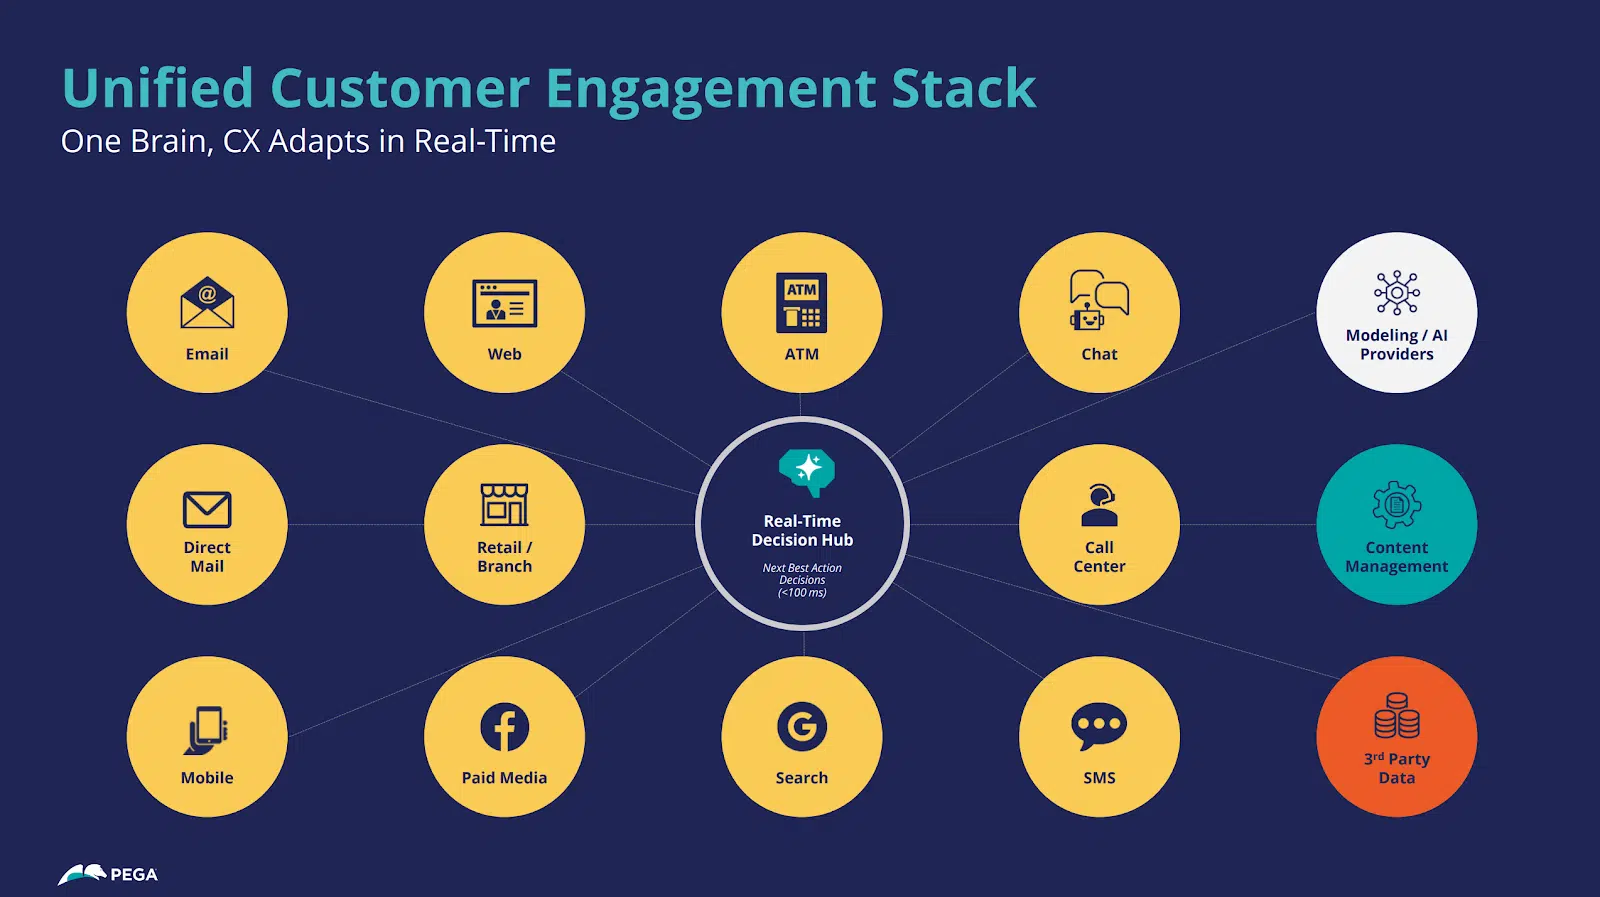 Unified Customer Engagement Stack
One Brain, CX Adapts in Real-Time
@
Email
Web
ATM
ATM
Chat
Modeling / AI
Providers
Direct
Mail
Retail /
Branch
Real-Time
Decision Hub
Next Best Action
Decisions
(<100 ms)
Call
Center
Content
Management
Mobile
f
Paid Media
G
Search
SMS
3rd Party
Data
PEGA